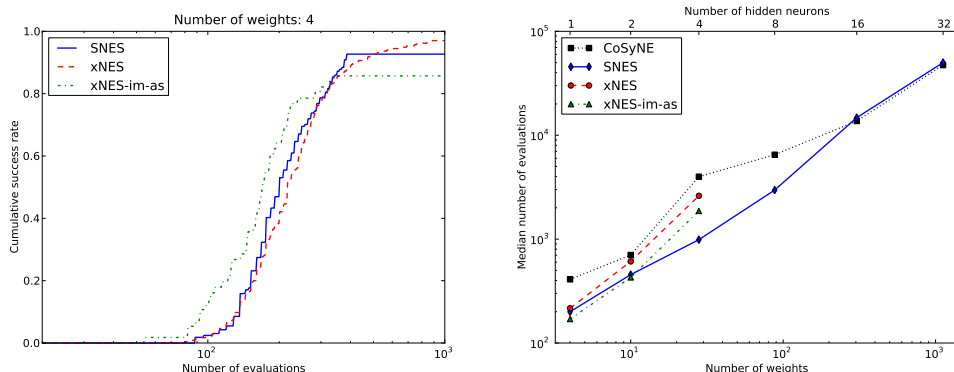 Number of weights: 4
1.0
0.8
0.6
0.4
0.2
0.0
Cumulative success rate
SNES
xNES
xNES-im-as
10²
10³
Number of evaluations
Number of hidden neurons
1 2 4 8 16 32
10⁵
10⁴
10³
10²
Median number of evaluations
CoSyNE
SNES
xNES
xNES-im-as
10¹
10²
10³
Number of weights